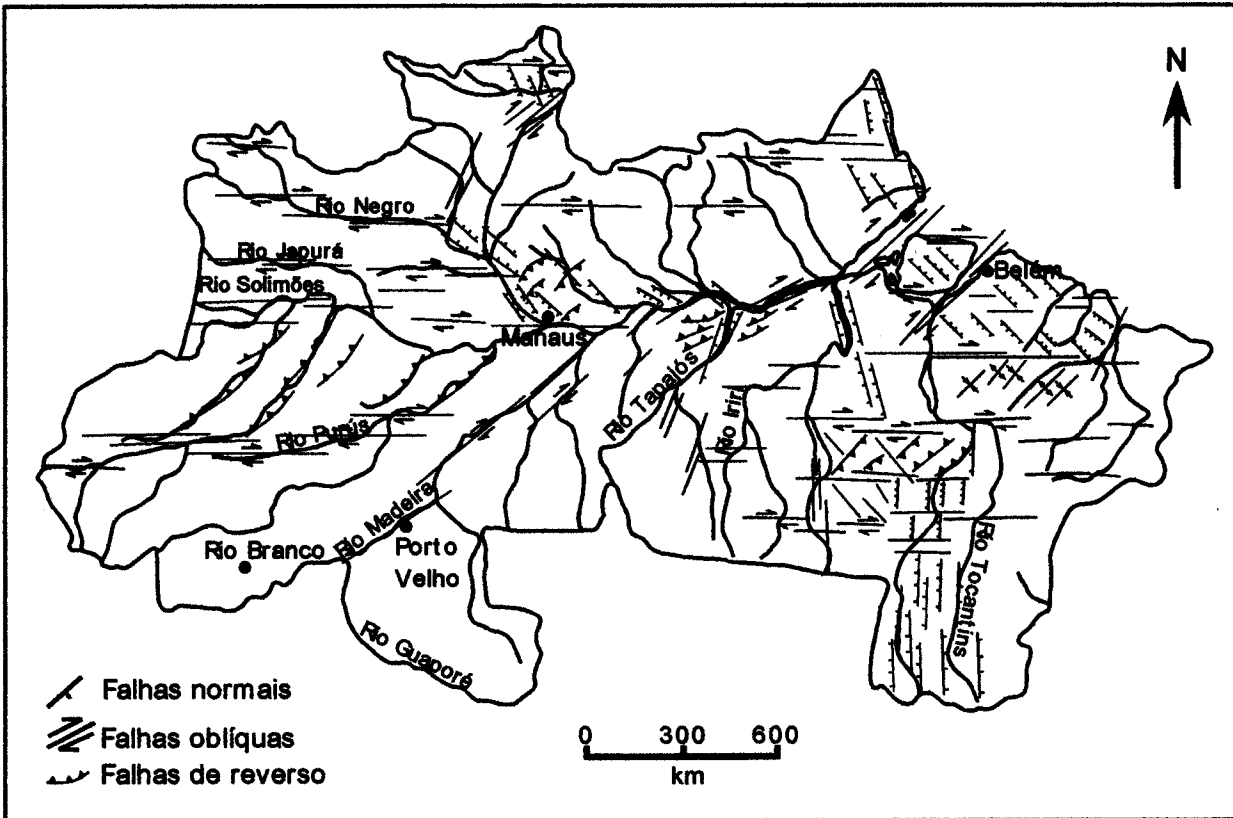 N
Rio Negro
Rio Japurá
Rio Solimões
Belém
Manaus
Rio Tapajós
Rio Iriri
Rio Purús
Rio Madeira
Rio Branco
Porto
Velho
Rio Tocantins
Rio Guaporé
Falhas normais
Falhas oblíquas
Falhas de reverso
0 300 600
km